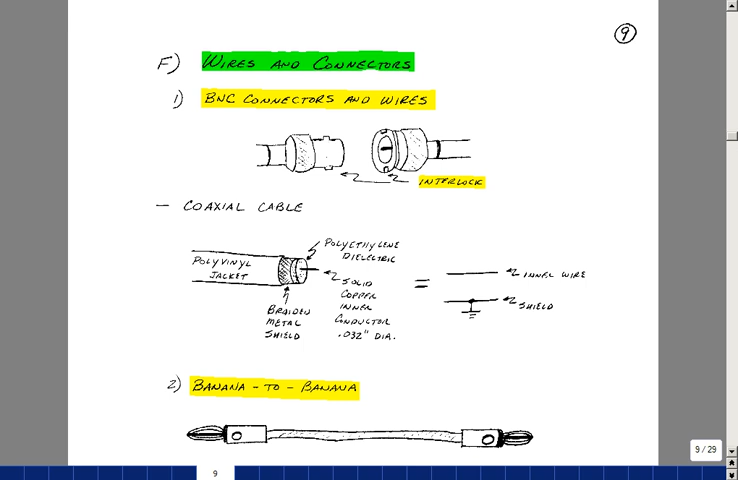 9
F) WIRES AND CONNECTORS
1) BNC CONNECTORS AND WIRES
INTERLOCK
— COAXIAL CABLE
POLYVINYL
JACKET
POLYETHYLENE
DIELECTRIC
SOLID
COPPER
INNER
CONDUCTOR
.032" DIA.
BRAIDED
METAL
SHIELD
=
INNER WIRE
SHIELD
2) BANANA - TO - BANANA
9 / 29
9